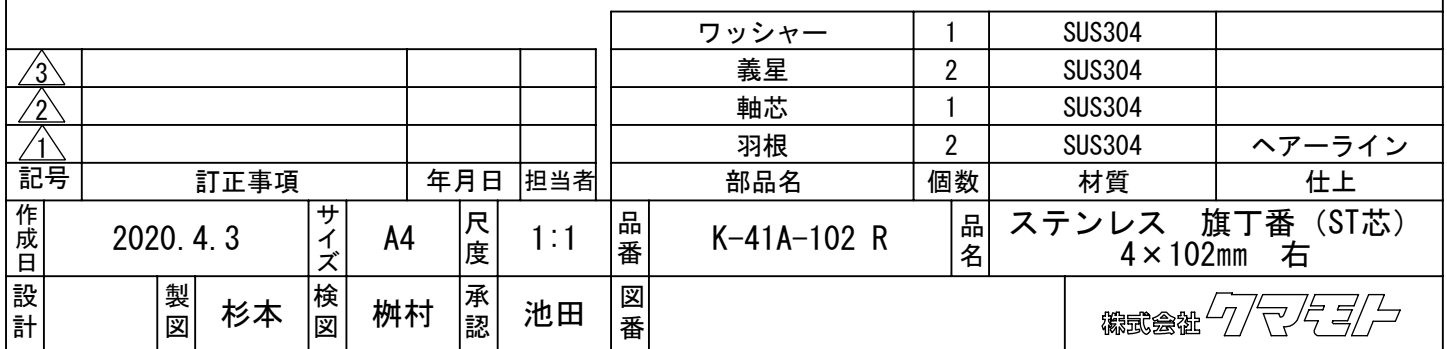 ワッシャー 1 SUS304
3 義星 2 SUS304
2 軸芯 1 SUS304
1 羽根 2 SUS304 ヘアーライン
記号 訂正事項 年月日 担当者 部品名 個数 材質 仕上
作成日 2020.4.3 サイズ A4 尺度 1:1 品番 K-41A-102 R 品名 ステンレス 旗丁番（ST芯）
4×102mm 右
設計 製図 杉本 検図 桝村 承認 池田 図番 株式会社クマモト